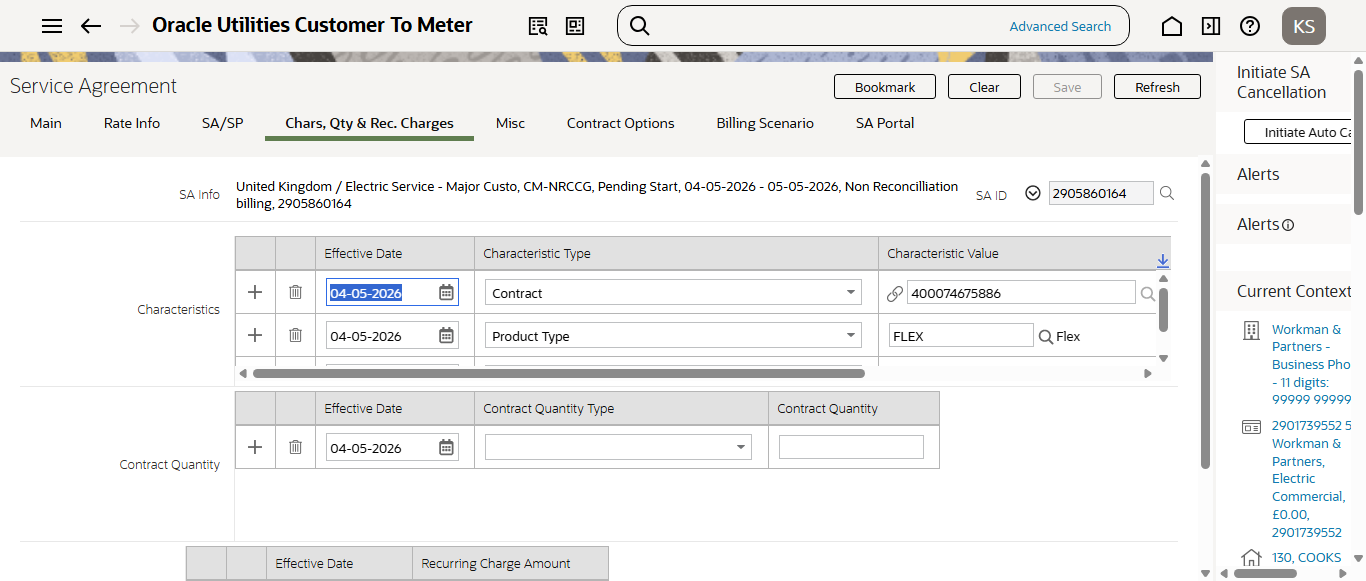 Oracle Utilities Customer To Meter
Advanced Search
KS
Service Agreement
Bookmark
Clear
Save
Refresh
Main
Rate Info
SA/SP
Chars, Qty & Rec. Charges
Misc
Contract Options
Billing Scenario
SA Portal
SA Info
United Kingdom / Electric Service - Major Custo, CM-NRCCG, Pending Start, 04-05-2026 - 05-05-2026, Non Reconcilliation
billing, 2905860164
SA ID
2905860164
Characteristics
Effective Date
Characteristic Type
Characteristic Value
04-05-2026
Contract
400074675886
04-05-2026
Product Type
FLEX
Flex
Contract Quantity
Effective Date
Contract Quantity Type
Contract Quantity
04-05-2026
Effective Date
Recurring Charge Amount
Initiate SA
Cancellation
Initiate Auto Ca
Alerts
Alerts
Current Context
Workman &
Partners -
Business Pho
- 11 digits:
99999 99999
2901739552 5
Workman &
Partners,
Electric
Commercial,
£0.00,
2901739552
130, COOKS